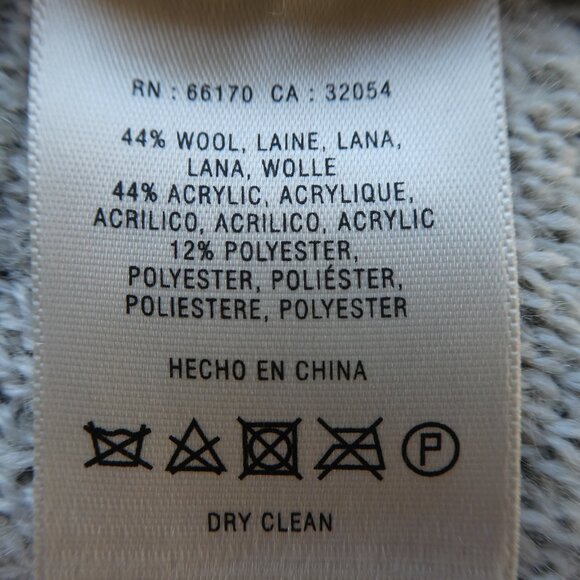 RN : 66170 CA : 32054
44% WOOL, LAINE, LANA,
LANA, WOLLE
44% ACRYLIC, ACRYLIQUE,
ACRILICO, ACRILICO, ACRYLIC
12% POLYESTER,
POLYESTER, POLIÉSTER,
POLIESTERE, POLYESTER
HECHO EN CHINA
P
DRY CLEAN